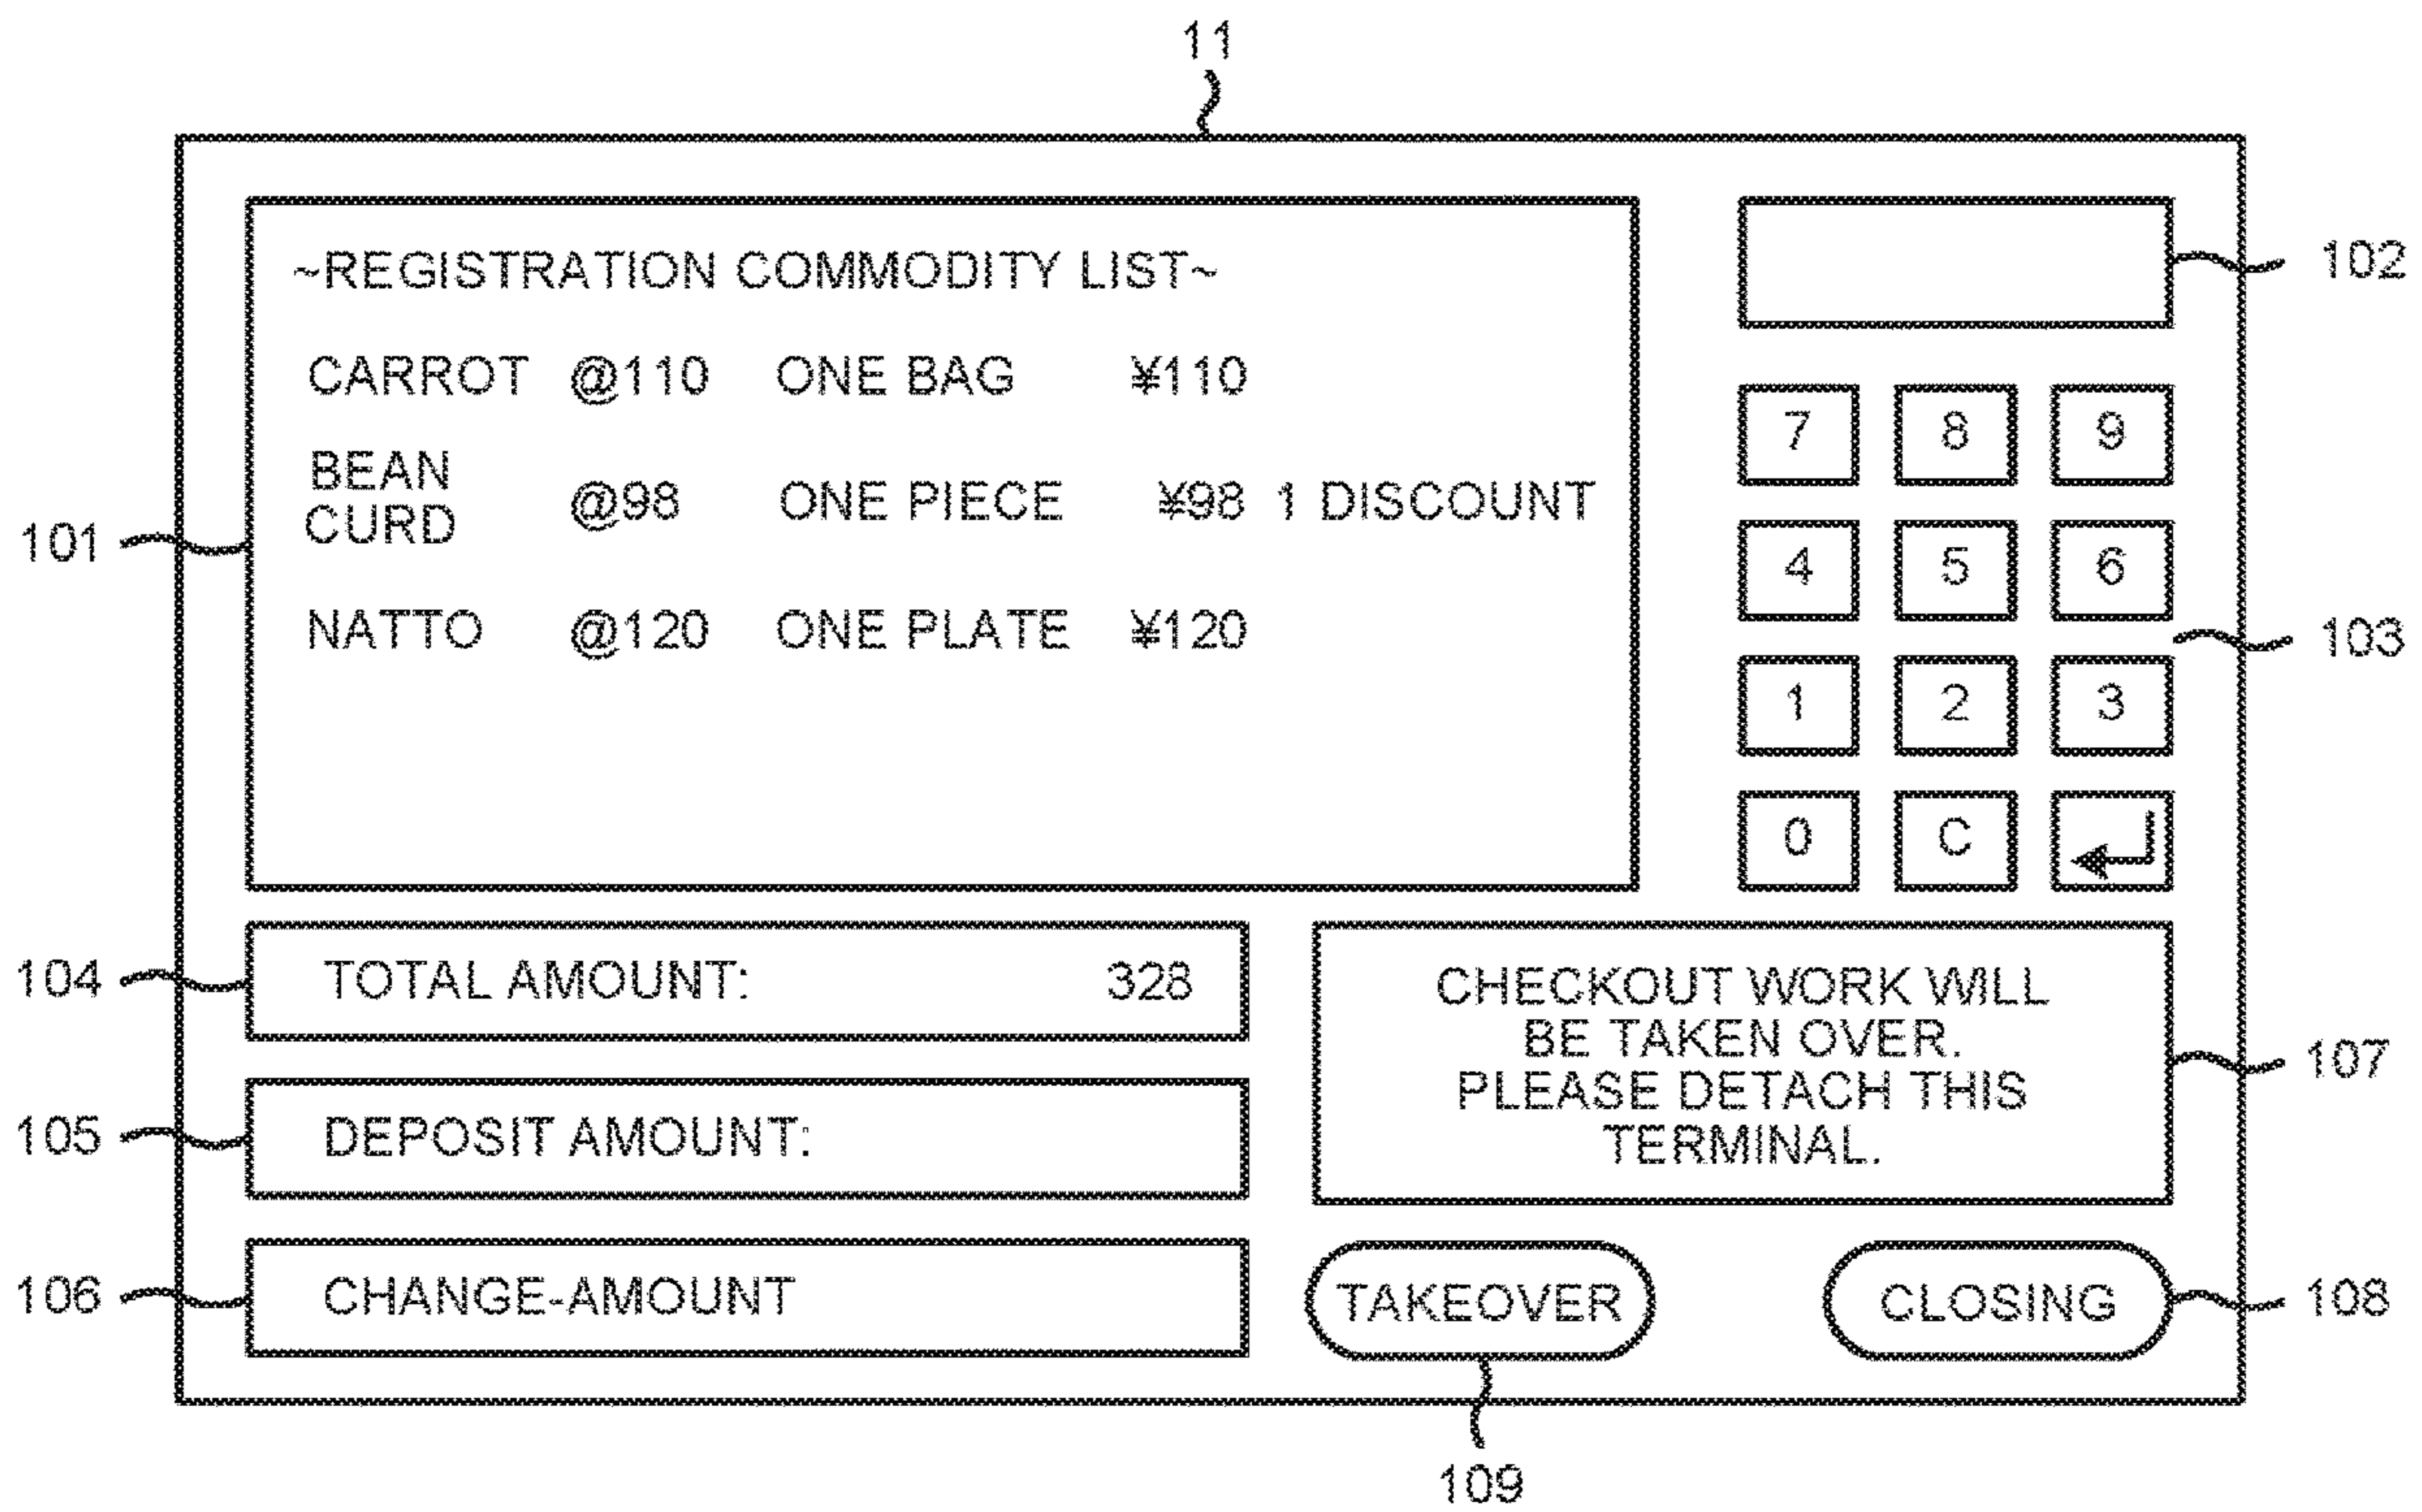 11
~REGISTRATION COMMODITY LIST~
CARROT @110 ONE BAG ¥110
BEAN
CURD @98 ONE PIECE ¥98 1 DISCOUNT
NATTO @120 ONE PLATE ¥120
101
102
7 8 9
4 5 6
103
1 2 3
0 C
104
TOTAL AMOUNT: 328
105
DEPOSIT AMOUNT:
106
CHANGE-AMOUNT
CHECKOUT WORK WILL
BE TAKEN OVER.
PLEASE DETACH THIS
TERMINAL.
107
TAKEOVER
CLOSING
108
109